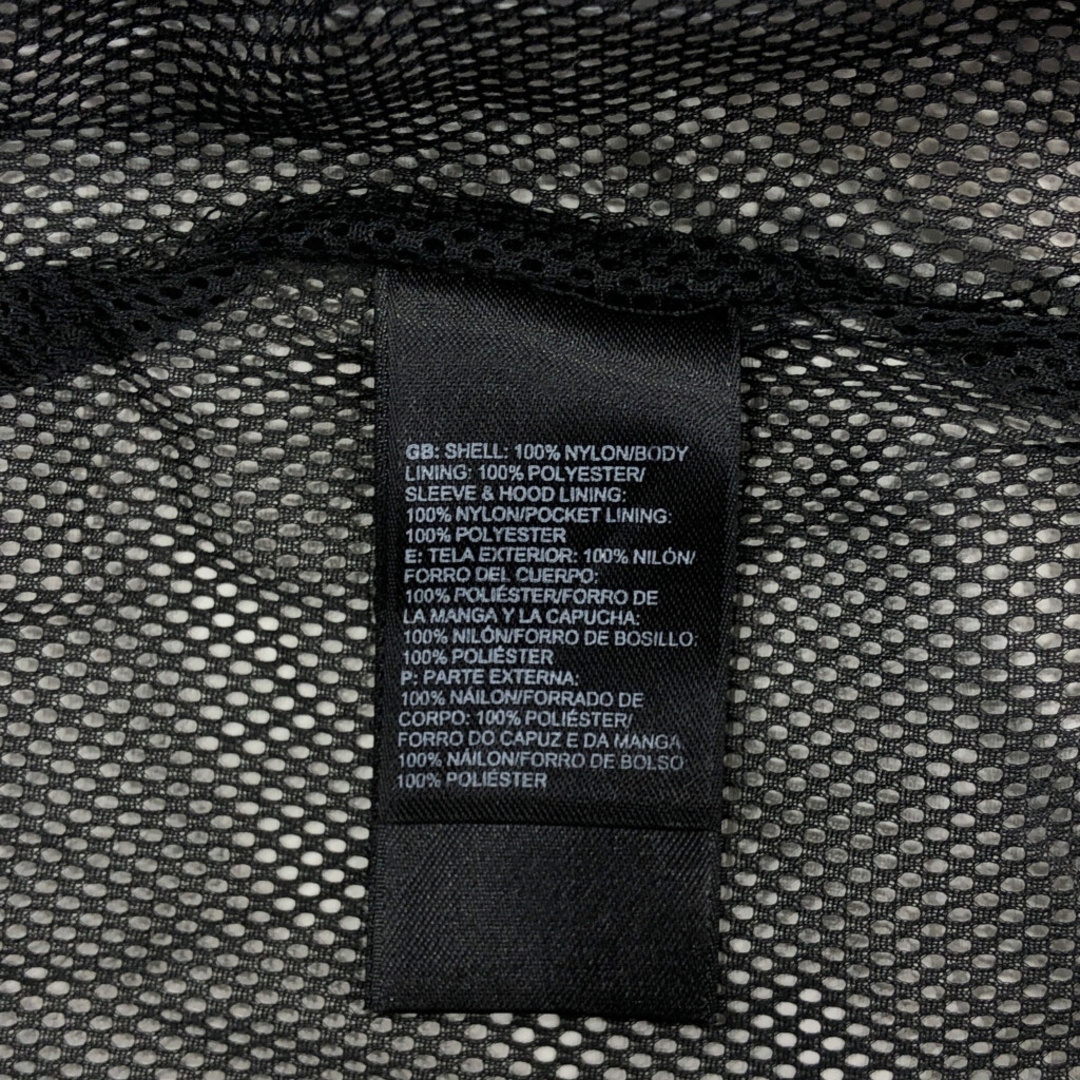 GB: SHELL: 100% NYLON/BODY
LINING: 100% POLYESTER/
SLEEVE & HOOD LINING:
100% NYLON/POCKET LINING:
100% POLYESTER
E: TELA EXTERIOR: 100% NILÓN/
FORRO DEL CUERPO:
100% POLIÉSTER/FORRO DE
LA MANGA Y LA CAPUCHA:
100% NILÓN/FORRO DE BOSILLO:
100% POLIÉSTER
P: PARTE EXTERNA:
100% NÁILON/FORRADO DE
CORPO: 100% POLIÉSTER/
FORRO DO CAPUZ E DA MANGA
100% NÁILON/FORRO DE BOLSO
100% POLIÉSTER